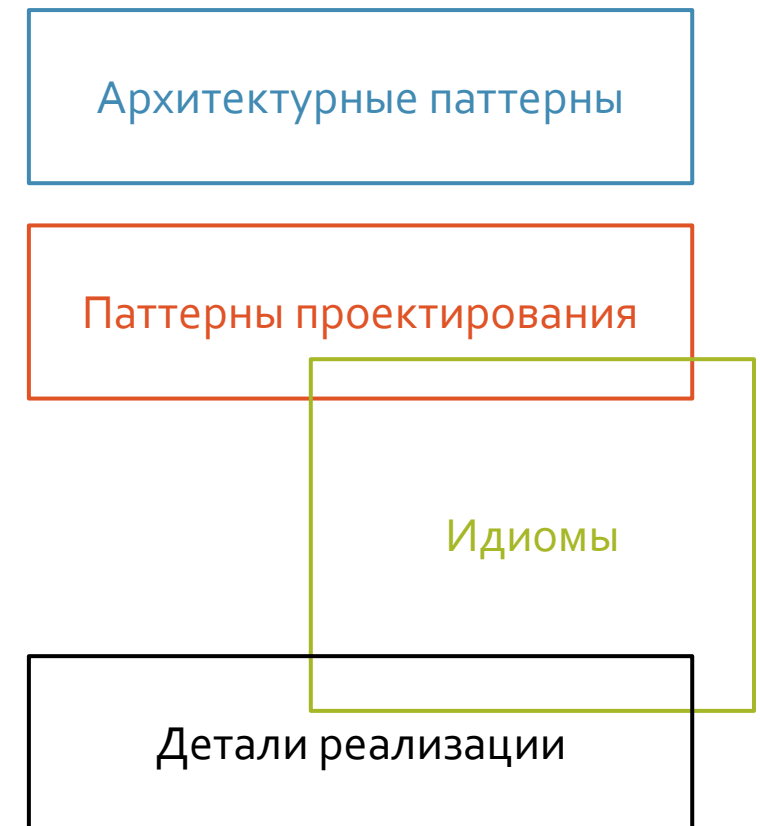 Архитектурные паттерны
Паттерны проектирования
Идиомы
Детали реализации